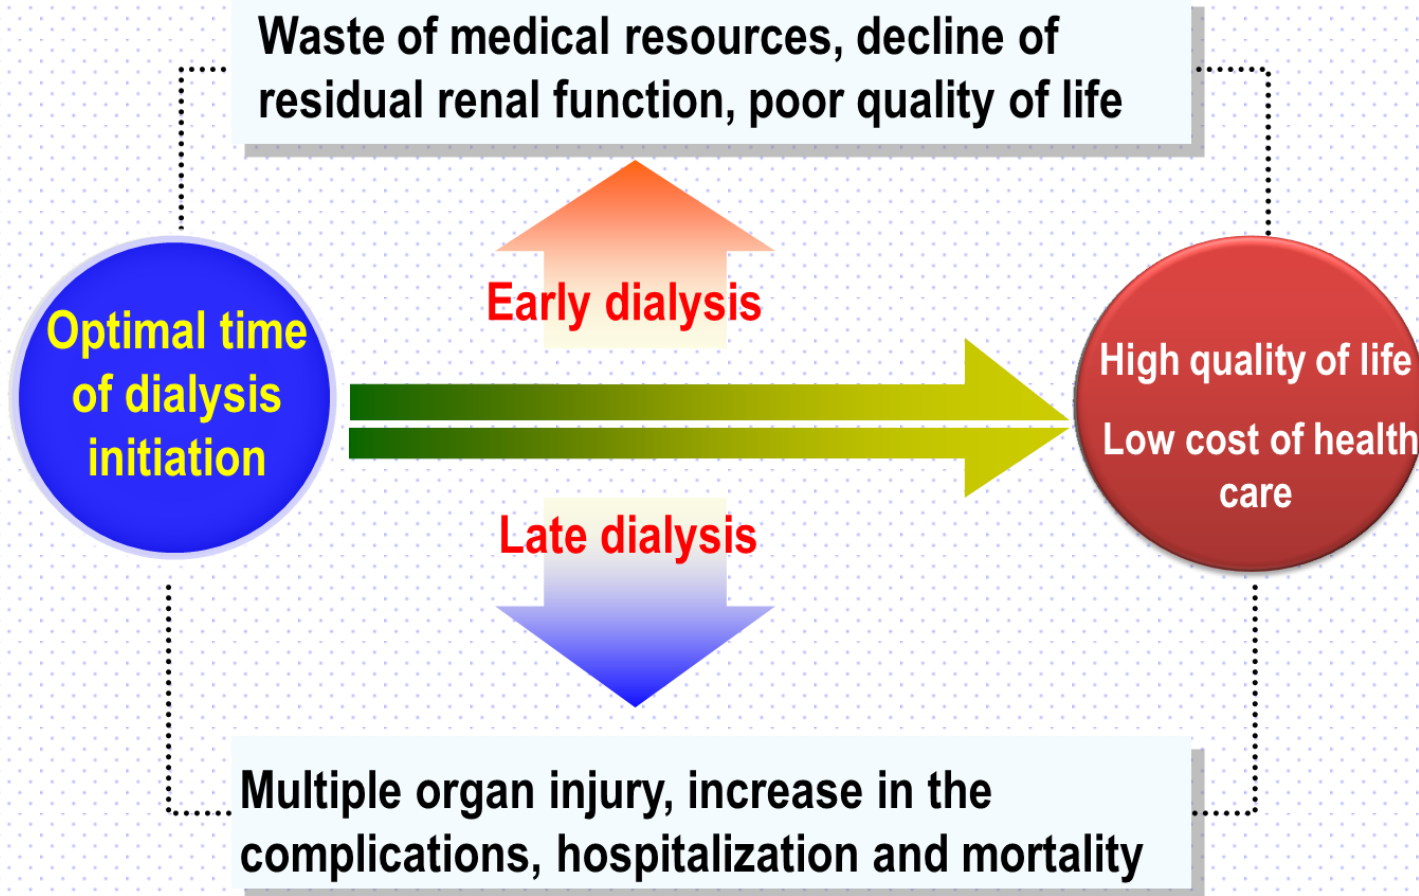 Waste of medical resources, decline of
residual renal function, poor quality of life
Early dialysis
Optimal time
of dialysis
initiation
High quality of life
Low cost of health
care
Late dialysis
Multiple organ injury, increase in the
complications, hospitalization and mortality